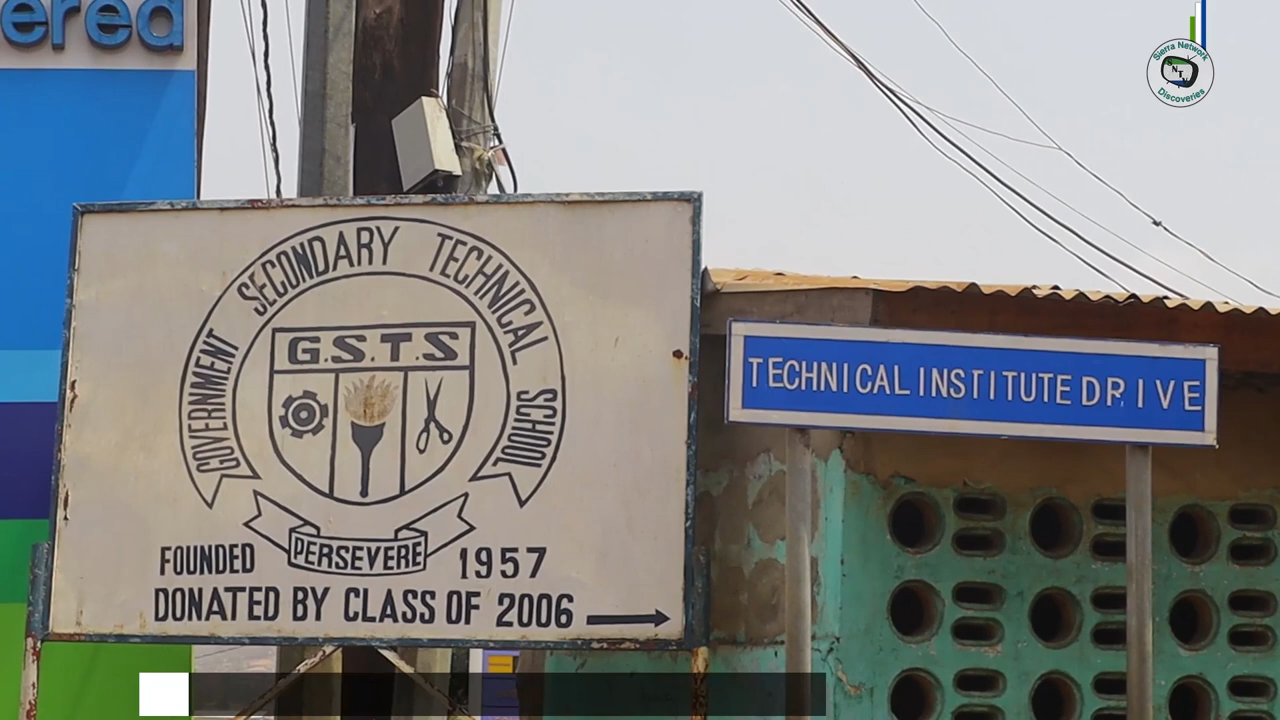 ered
Sierra Network
SNTV
Discoveries
GOVERNMENT SECONDARY TECHNICAL SCHOOL
G.S.T.S
PERSEVERE
FOUNDED 1957
DONATED BY CLASS OF 2006
TECHNICAL INSTITUTE DRIVE